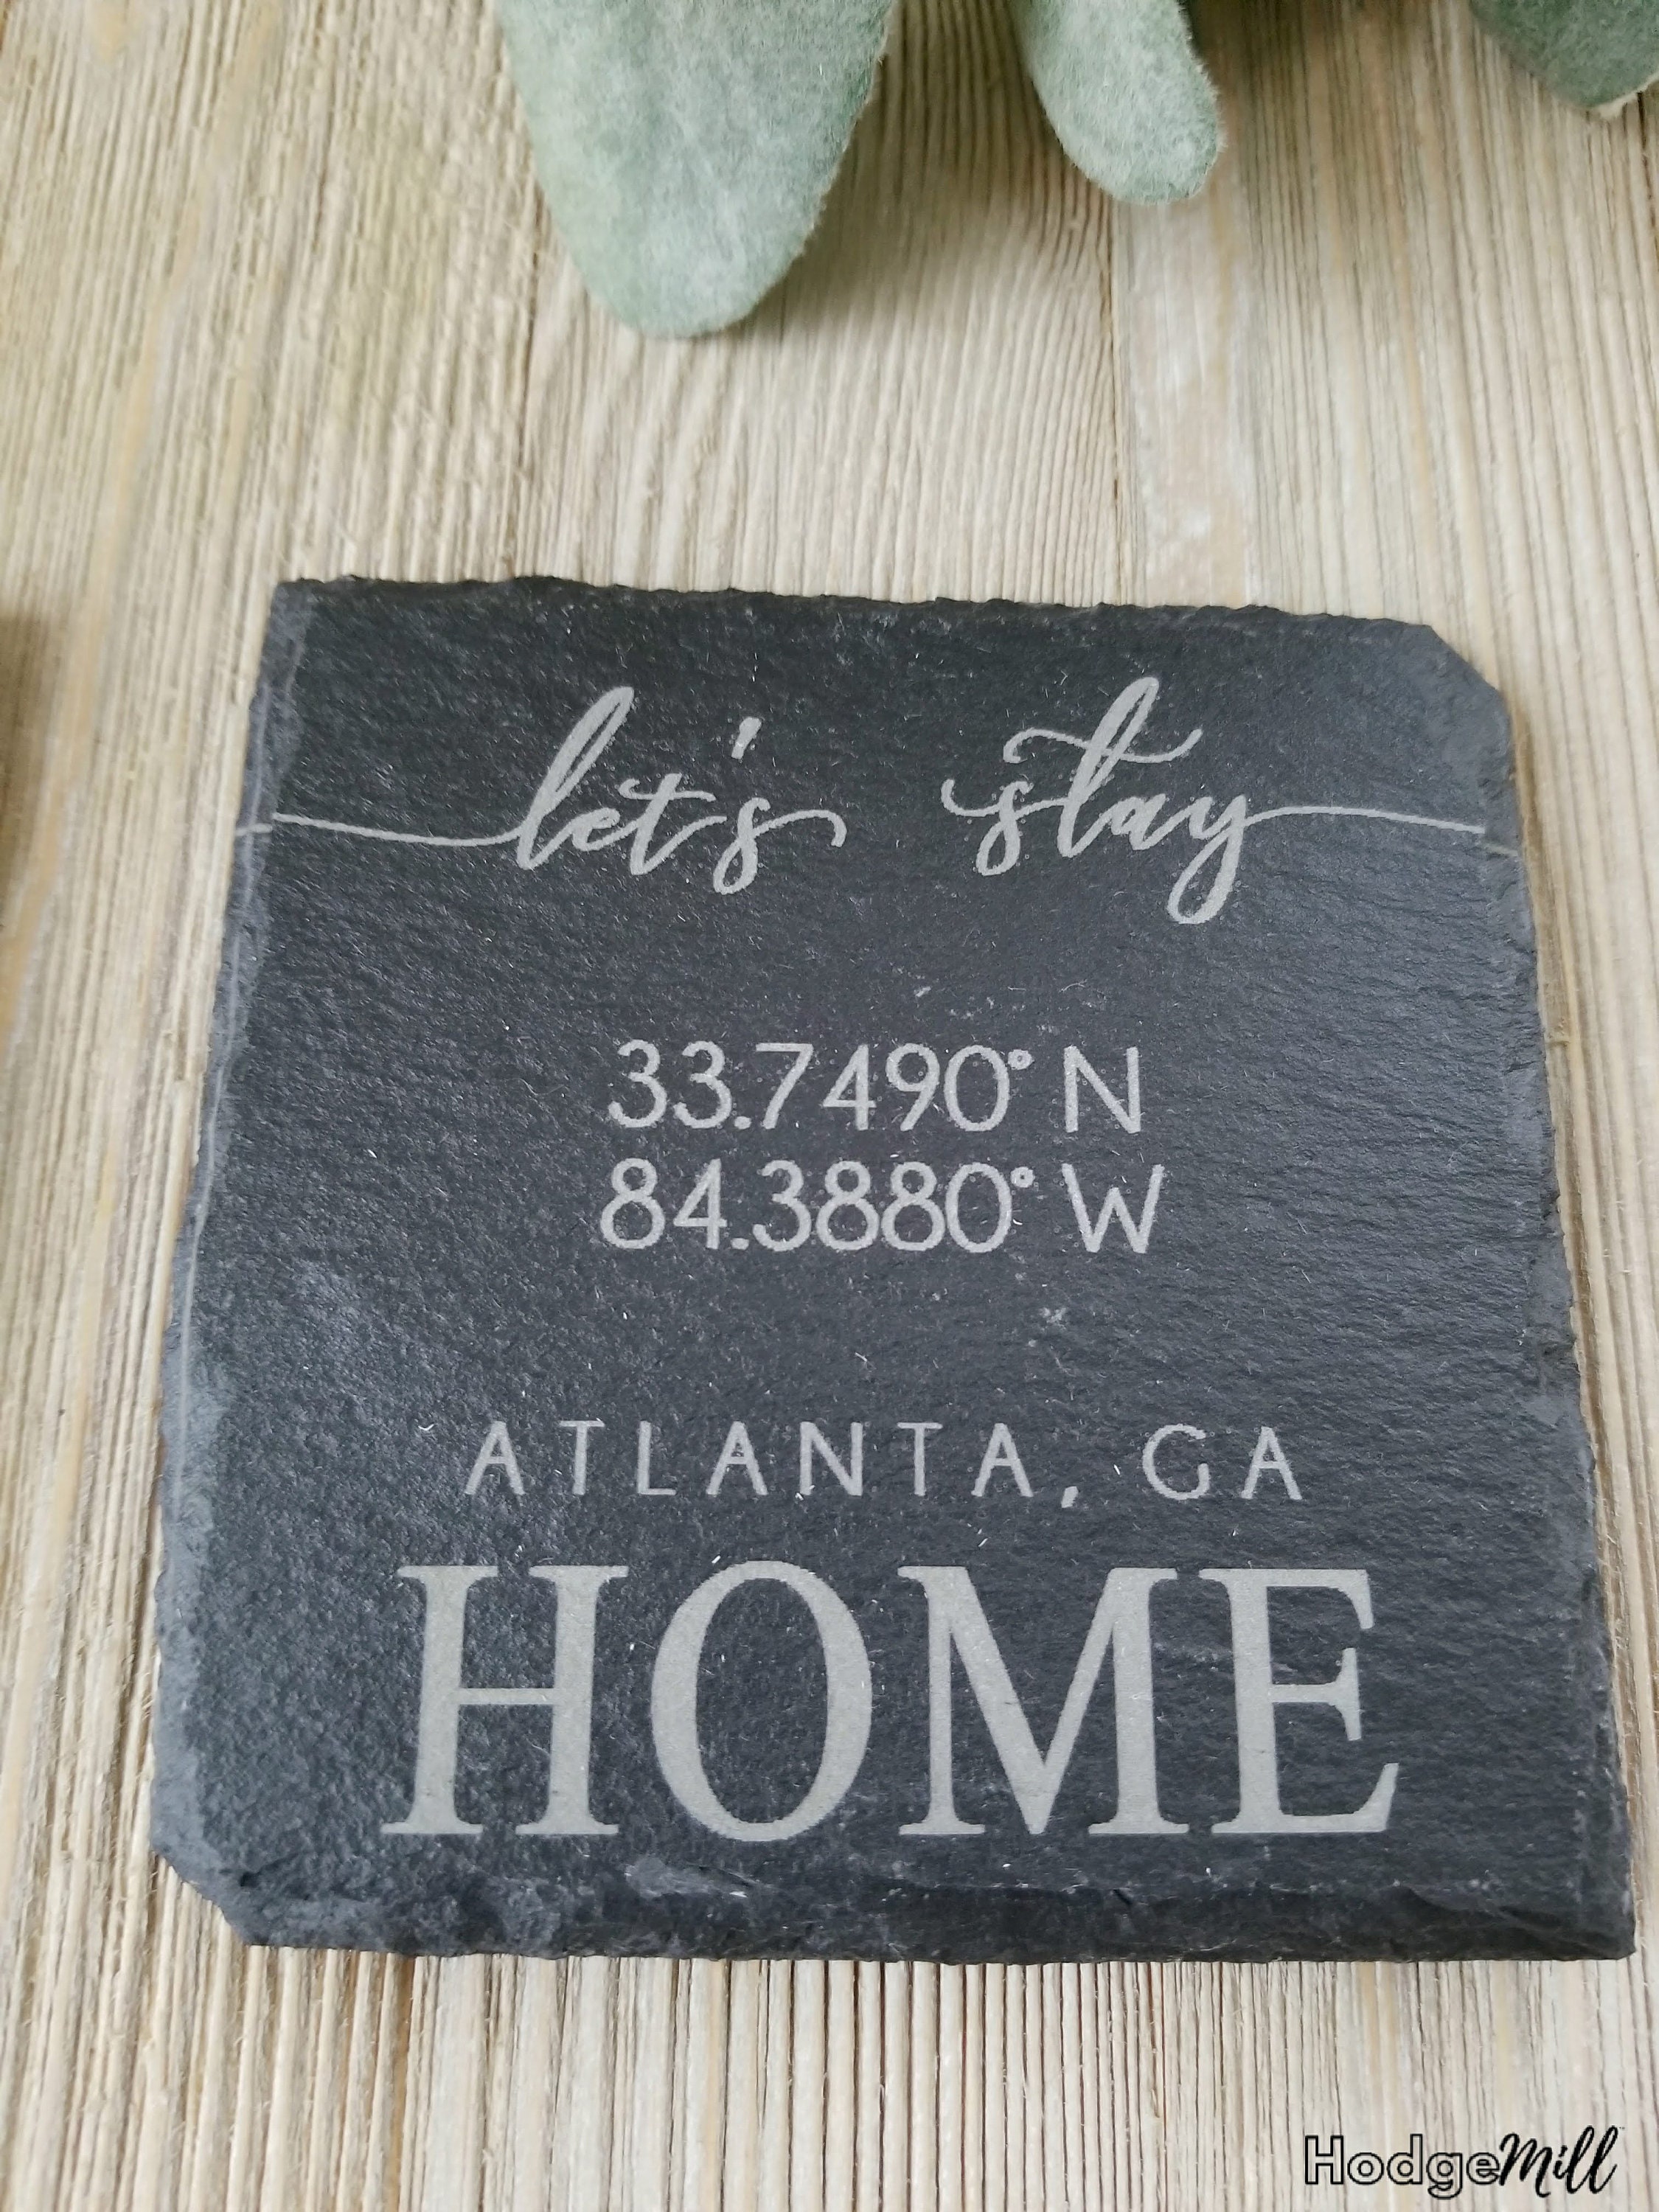 let's stay
33.7490° N
84.3880° W
ATLANTA, GA
HOME
HodgeMill